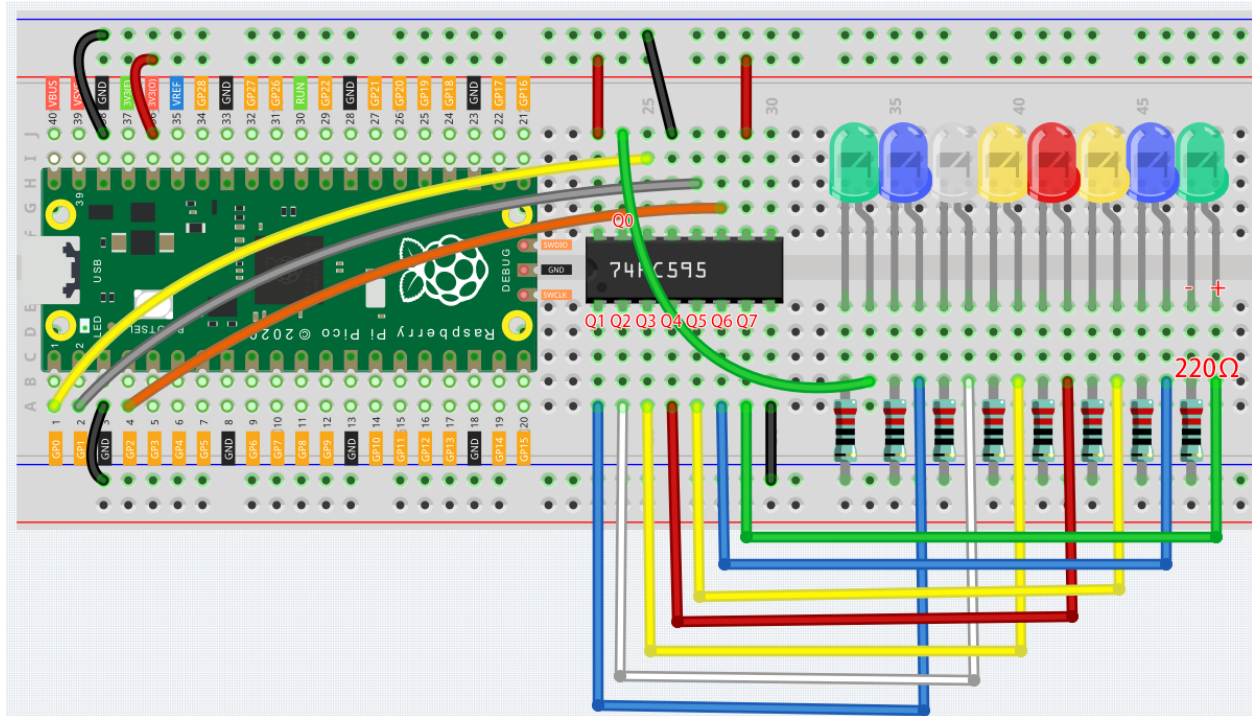 VBUS GND VREF GP28 GND GP27 GP26 RUN GP22 GND GP21 GP20 GP19 GP18 GND GP17 GP16
40 39 38 37 36 35 34 33 32 31 30 29 28 27 26 25 24 23 22 21
25 30 35 40 45
J
I
H
G
F
39
Q0
USB
DEBUG
SWDIO
GND
SWCLK
74HC595
- +
E
D
C
B
A
LED
1
2
Raspberry Pi Pico © 2020
Q1 Q2 Q3 Q4 Q5 Q6 Q7
220Ω
1 2 3 4 5 6 7 8 9 10 11 12 13 14 15 16 17 18 19 20
GP0 GP1 GND GP2 GP3 GP4 GP5 GND GP6 GP7 GP8 GP9 GND GP10 GP11 GP12 GP13 GND GP14 GP15